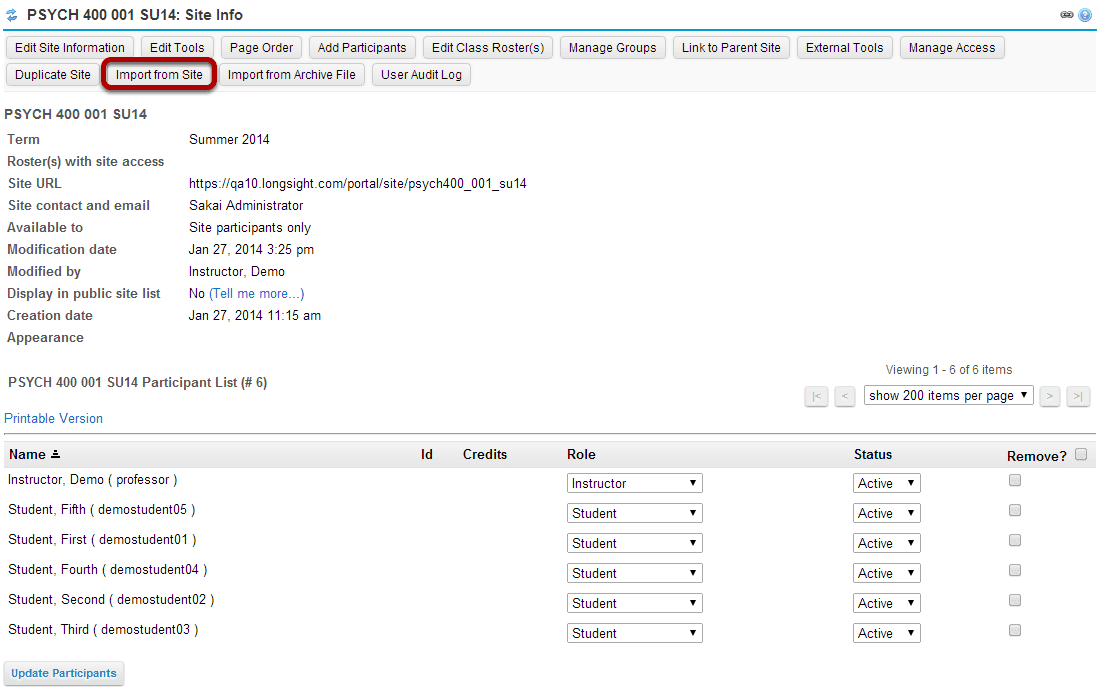 PSYCH 400 001 SU14: Site Info
Edit Site Information Edit Tools Page Order Add Participants Edit Class Roster(s) Manage Groups Link to Parent Site External Tools Manage Access
Duplicate Site Import from Site Import from Archive File User Audit Log
PSYCH 400 001 SU14
Term Summer 2014
Roster(s) with site access
Site URL https://qa10.longsight.com/portal/site/psych400_001_su14
Site contact and email Sakai Administrator
Available to Site participants only
Modification date Jan 27, 2014 3:25 pm
Modified by Instructor, Demo
Display in public site list No (Tell me more...)
Creation date Jan 27, 2014 11:15 am
Appearance
Viewing 1 - 6 of 6 items
PSYCH 400 001 SU14 Participant List (# 6)
|< < show 200 items per page > >|
Printable Version
Name Id Credits Role Status Remove?
Instructor, Demo ( professor ) Instructor Active
Student, Fifth ( demostudent05 ) Student Active
Student, First ( demostudent01 ) Student Active
Student, Fourth ( demostudent04 ) Student Active
Student, Second ( demostudent02 ) Student Active
Student, Third ( demostudent03 ) Student Active
Update Participants